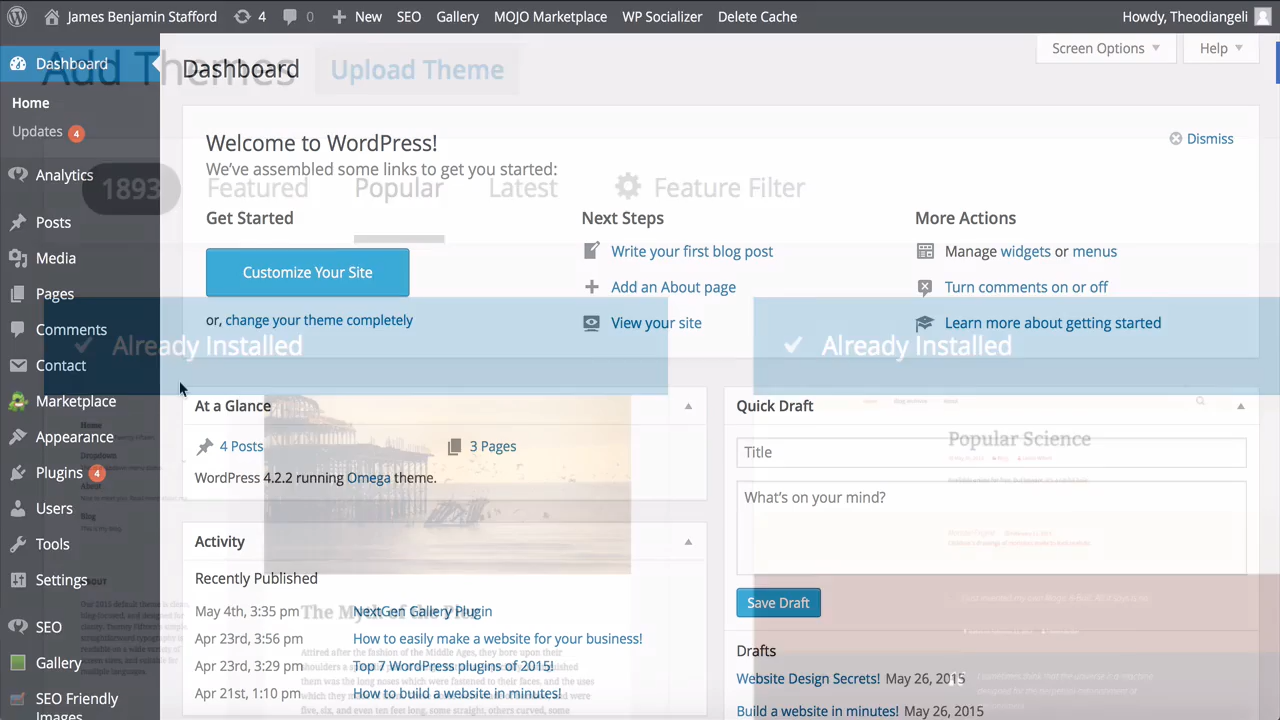 James Benjamin Stafford 4 0 New SEO Gallery MOJO Marketplace WP Socializer Delete Cache Howdy, Theodiangeli
Screen Options Help
Dashboard
Home
Updates 4
Analytics
Posts
Media
Pages
Comments
Contact
Marketplace
Appearance
Plugins 4
Users
Tools
Settings
SEO
Gallery
SEO Friendly
Images
Add Themes Upload Theme
1893 Featured Popular Latest Feature Filter
Already Installed
Already Installed
Dashboard
Welcome to WordPress!
Dismiss
We've assembled some links to get you started:
Get Started
Customize Your Site
or, change your theme completely
Next Steps
Write your first blog post
Add an About page
View your site
More Actions
Manage widgets or menus
Turn comments on or off
Learn more about getting started
At a Glance
4 Posts 3 Pages
WordPress 4.2.2 running Omega theme.
Activity
Recently Published
May 4th, 3:35 pm NextGen Gallery Plugin
Apr 23rd, 3:56 pm How to easily make a website for your business!
Apr 23rd, 3:29 pm Top 7 WordPress plugins of 2015!
Apr 21st, 1:10 pm How to build a website in minutes!
Quick Draft
Title
What's on your mind?
Save Draft
Drafts
Website Design Secrets! May 26, 2015
Build a website in minutes! May 26, 2015
Popular Science